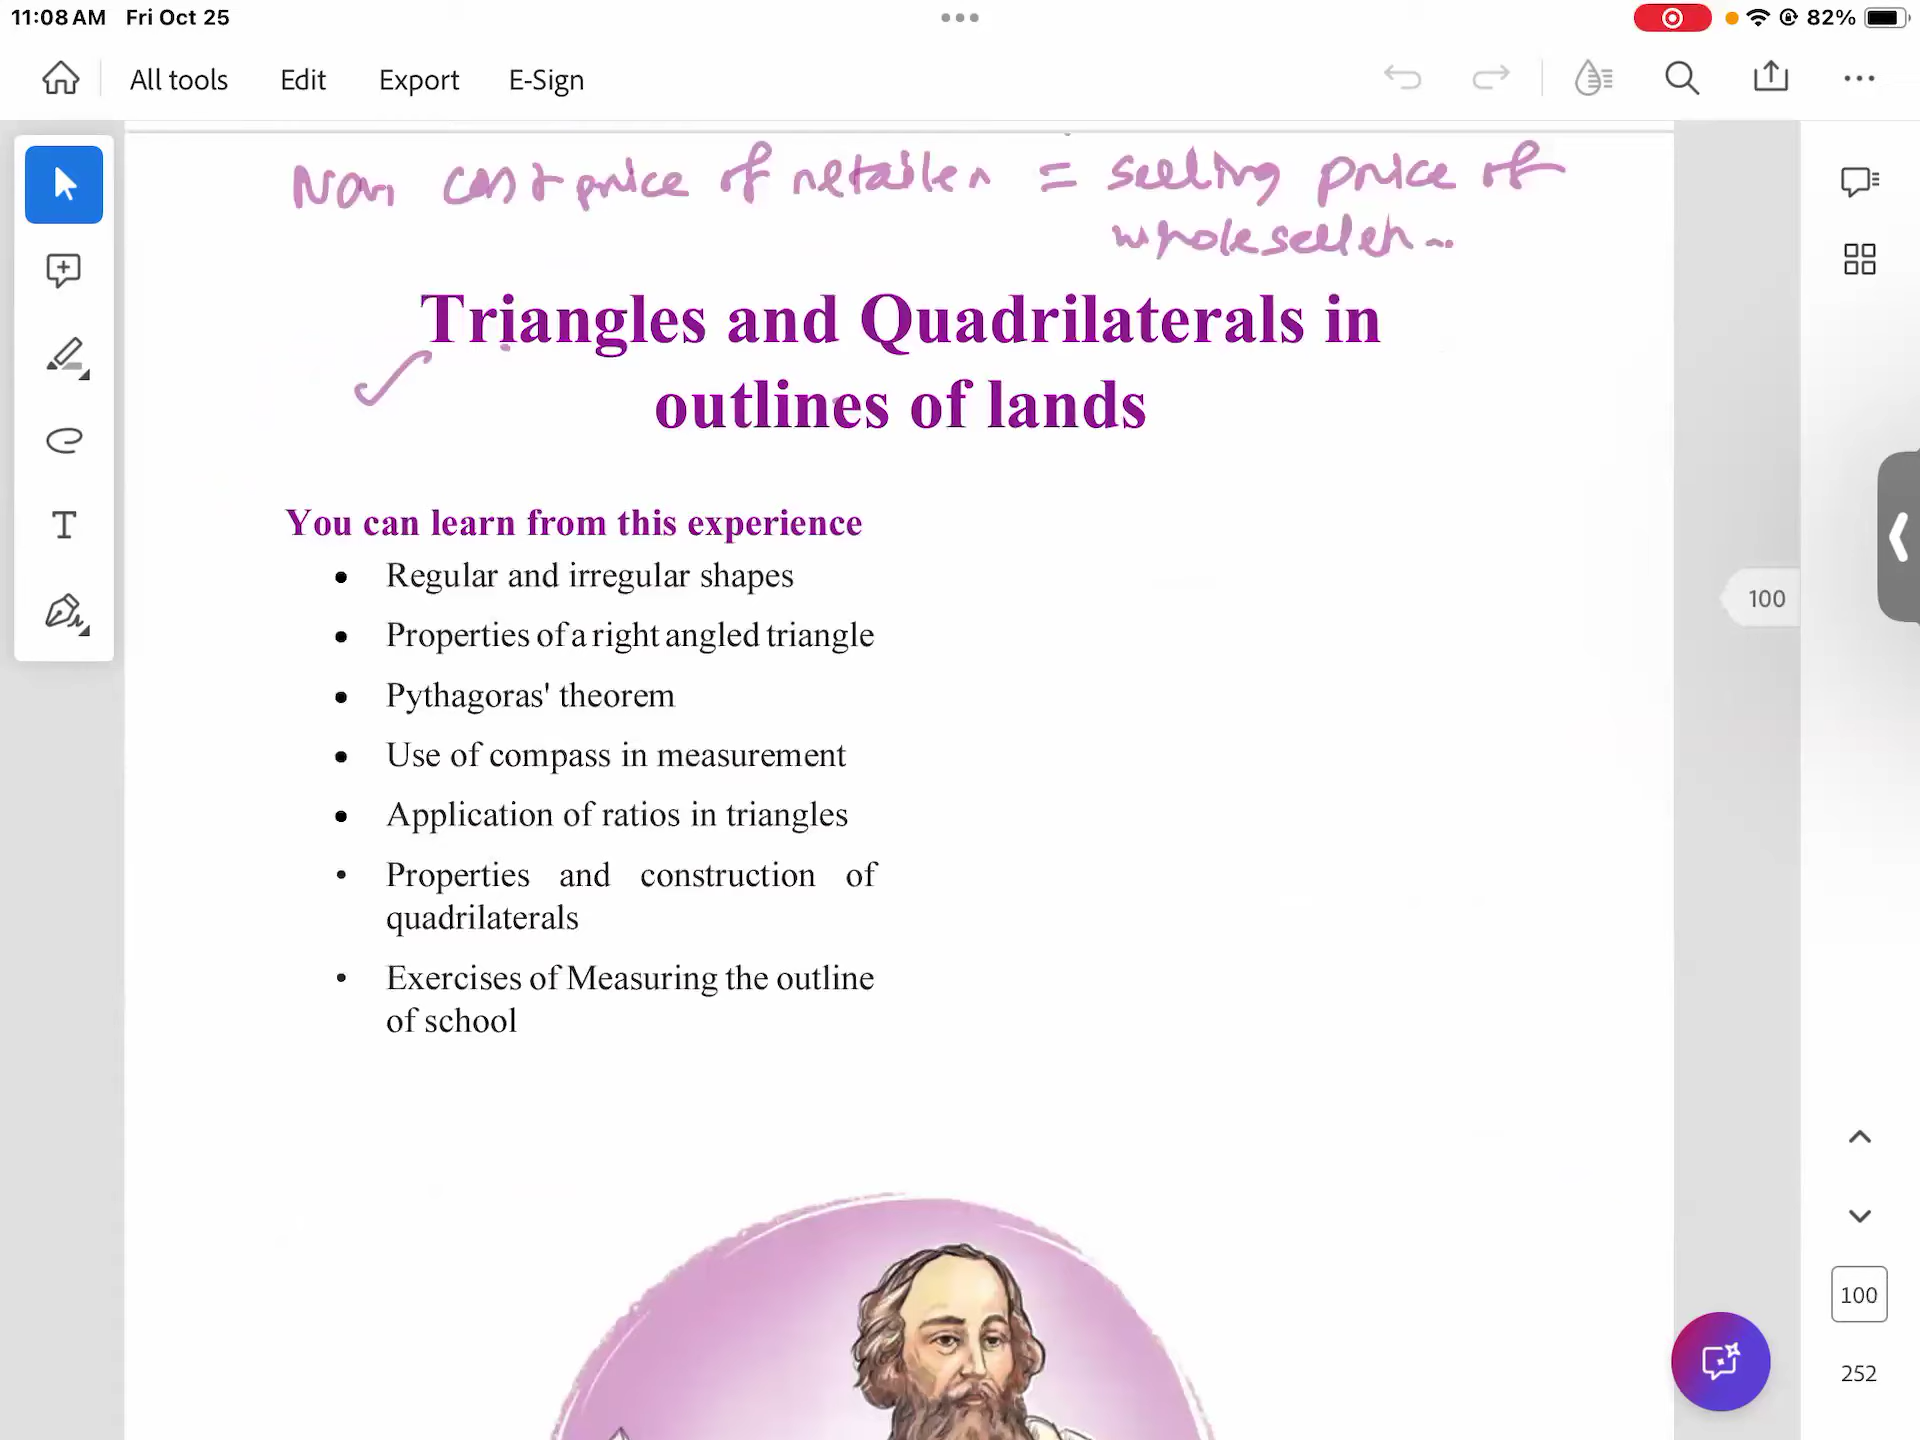 11:08 AM Fri Oct 25
82%
All tools Edit Export E-Sign
Now cost price of retailer = selling price of
wholeseller..
Triangles and Quadrilaterals in
outlines of lands
You can learn from this experience
• Regular and irregular shapes
• Properties of a right angled triangle
100
• Pythagoras' theorem
• Use of compass in measurement
• Application of ratios in triangles
• Properties and construction of
quadrilaterals
• Exercises of Measuring the outline
of school
100
252